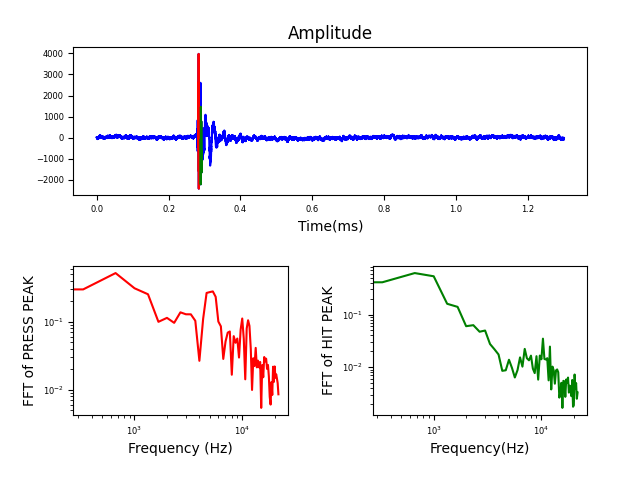 Amplitude
4000
3000
2000
1000
0
−1000
−2000
0.0 0.2 0.4 0.6 0.8 1.0 1.2
Time(ms)
FFT of PRESS PEAK
10⁻¹
10⁻²
10³ 10⁴
Frequency (Hz)
FFT of HIT PEAK
10⁻¹
10⁻²
10³ 10⁴
Frequency(Hz)